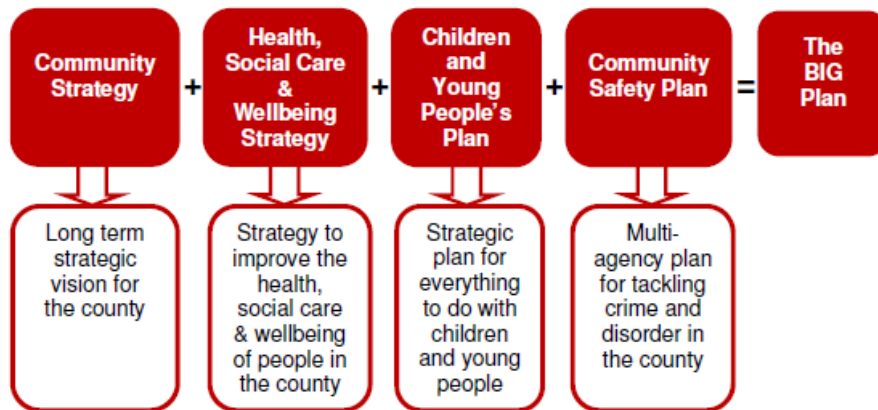 Community
Strategy
+
Health,
Social Care
&
Wellbeing
Strategy
+
Children
and
Young
People's
Plan
+
Community
Safety Plan
=
The
BIG
Plan
Long term
strategic
vision for
the county
Strategy to
improve the
health,
social care
& wellbeing
of people in
the county
Strategic
plan for
everything
to do with
children
and young
people
Multi-
agency plan
for tackling
crime and
disorder in
the county